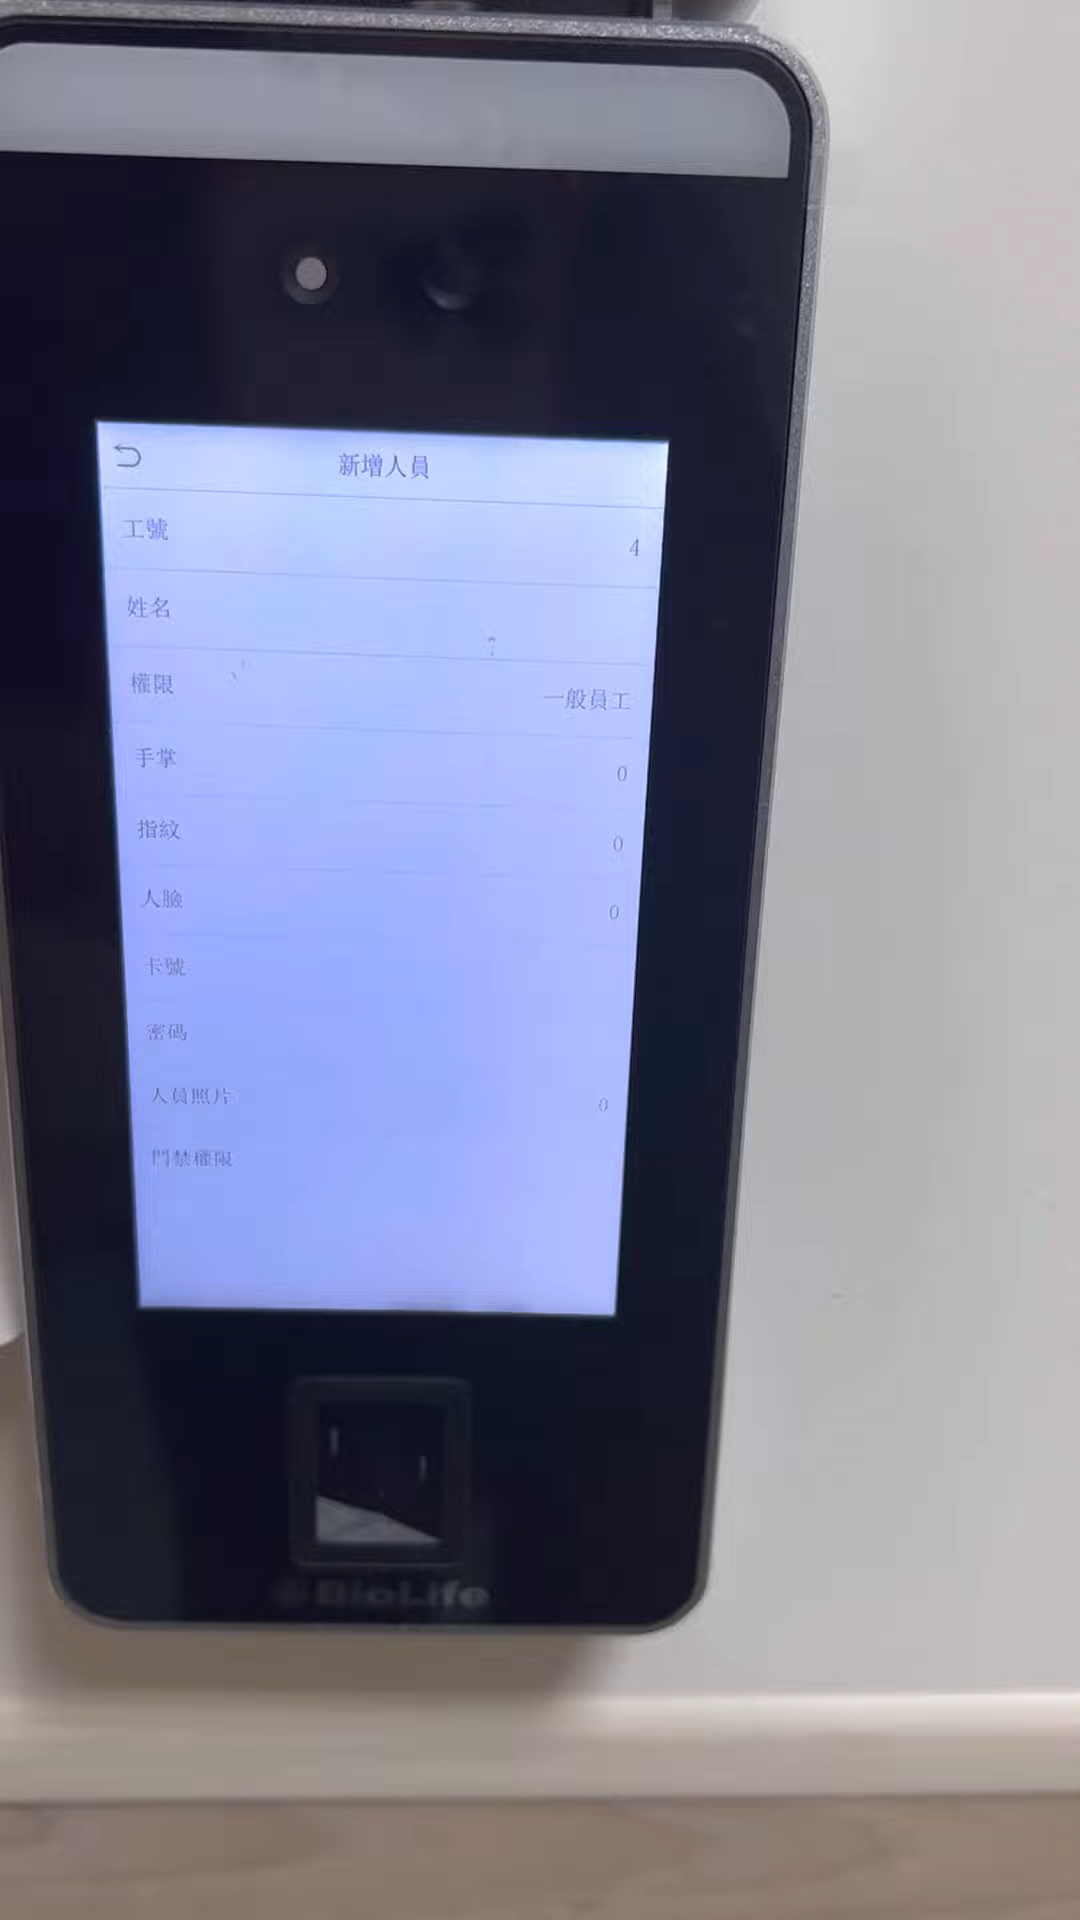 新增人員
工號 4
姓名
權限 一般員工
手掌 0
指紋 0
人臉 0
卡號
密碼
人員照片 0
門禁權限
BioLife